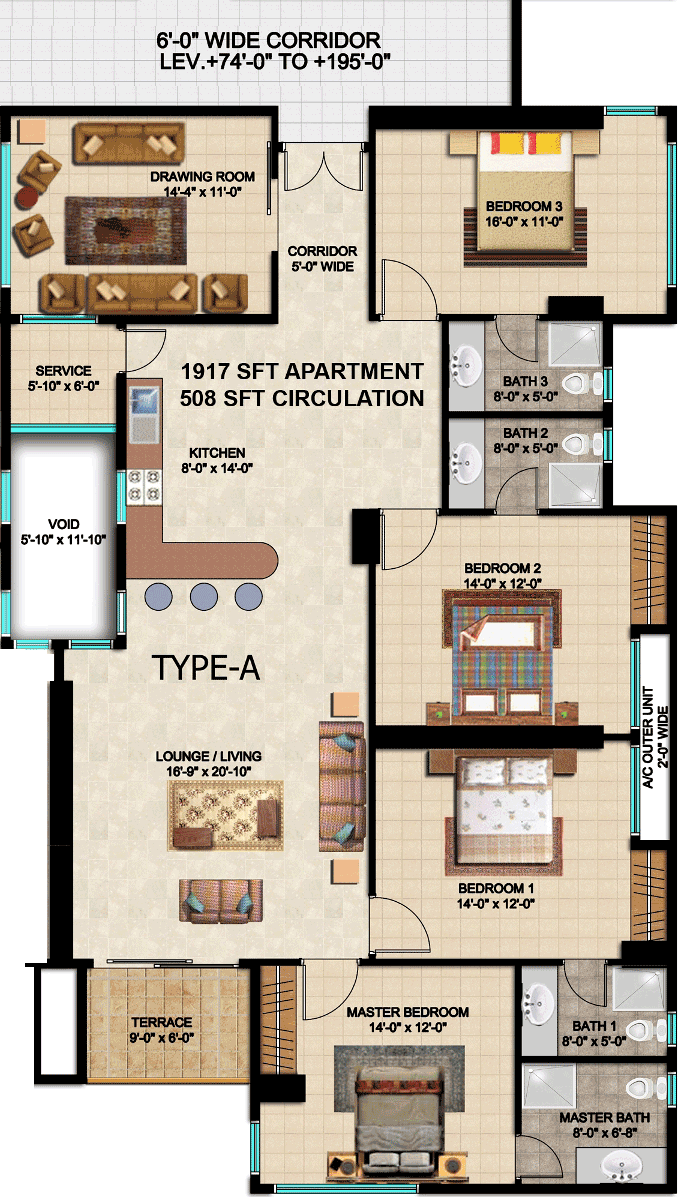 6'-0" WIDE CORRIDOR
LEV.+74'-0" TO +195'-0"
DRAWING ROOM
14'-4" x 11'-0"
BEDROOM 3
16'-0" x 11'-0"
CORRIDOR
5'-0" WIDE
SERVICE
5'-10" x 6'-0"
1917 SFT APARTMENT
508 SFT CIRCULATION
BATH 3
8'-0" x 5'-0"
BATH 2
8'-0" x 5'-0"
KITCHEN
8'-0" x 14'-0"
VOID
5'-10" x 11'-10"
BEDROOM 2
14'-0" x 12'-0"
TYPE-A
A/C OUTER UNIT
2'-0" WIDE
LOUNGE / LIVING
16'-9" x 20'-10"
BEDROOM 1
14'-0" x 12'-0"
TERRACE
9'-0" x 6'-0"
MASTER BEDROOM
14'-0" x 12'-0"
BATH 1
8'-0" x 5'-0"
MASTER BATH
8'-0" x 6'-8"